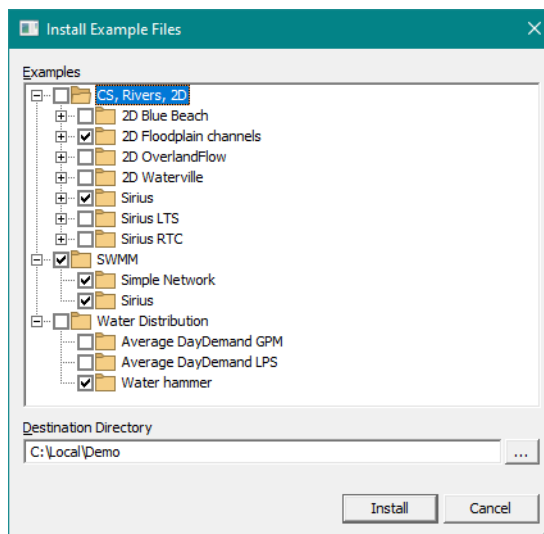 Install Example Files
Examples
CS, Rivers, 2D
2D Blue Beach
2D Floodplain channels
2D OverlandFlow
2D Waterville
Sirius
Sirius LTS
Sirius RTC
SWMM
Simple Network
Sirius
Water Distribution
Average DayDemand GPM
Average DayDemand LPS
Water hammer
Destination Directory
C:\Local\Demo
...
Install Cancel